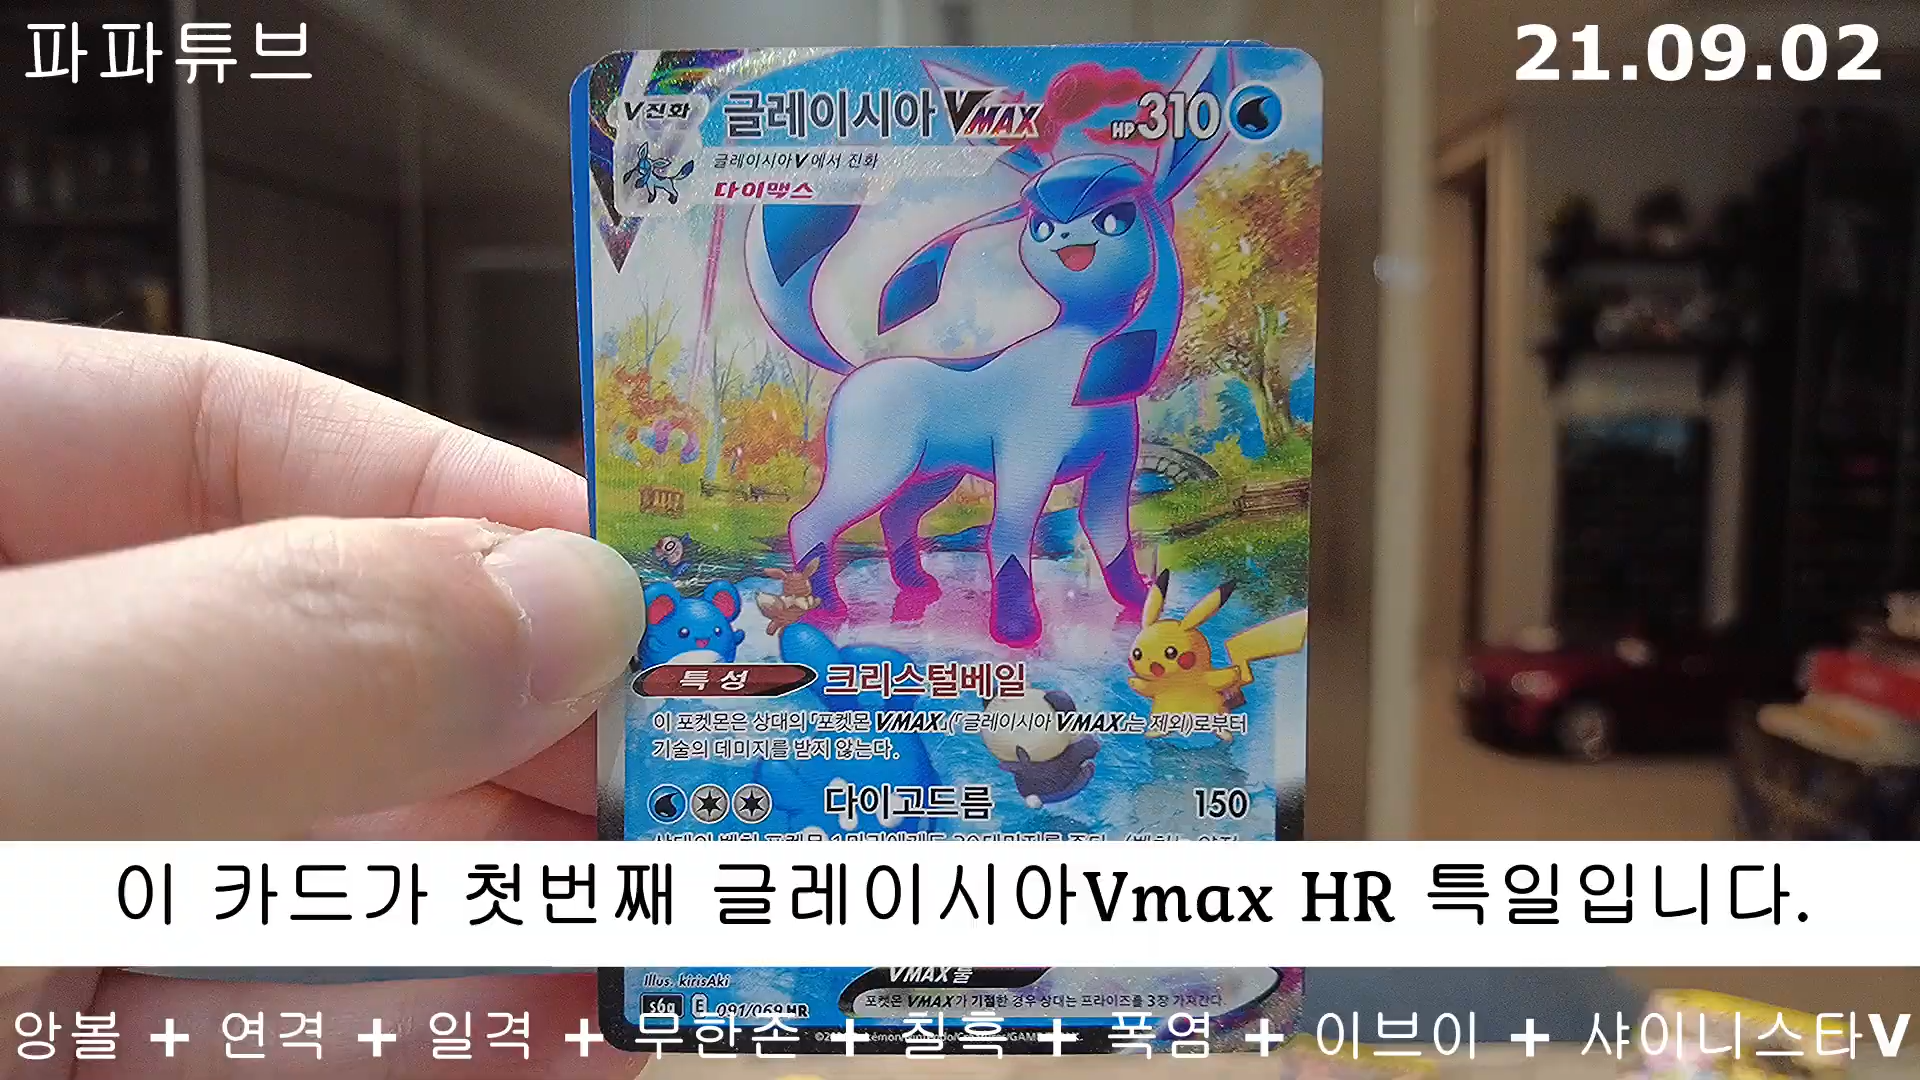 파파튜브
21.09.02
V진화 글레이시아 VMAX HP 310
글레이시아V에서 진화
다이맥스
특성 크리스털베일
이 포켓몬은 상대의 「포켓몬 VMAX」(「글레이시아 VMAX」는 제외)로부터
기술의 데미지를 받지 않는다.
다이고드름 150
이 카드가 첫번째 글레이시아Vmax HR 특일입니다.
VMAX룰
Illus. kirisAki
포켓몬 VMAX가 기절한 경우 상대는 프라이즈를 3장 가져간다.
s6a E 091/069 HR
앙볼 + 연격 + 일격 + 무한존 + 칠흑 + 폭염 + 이브이 + 샤이니스타V